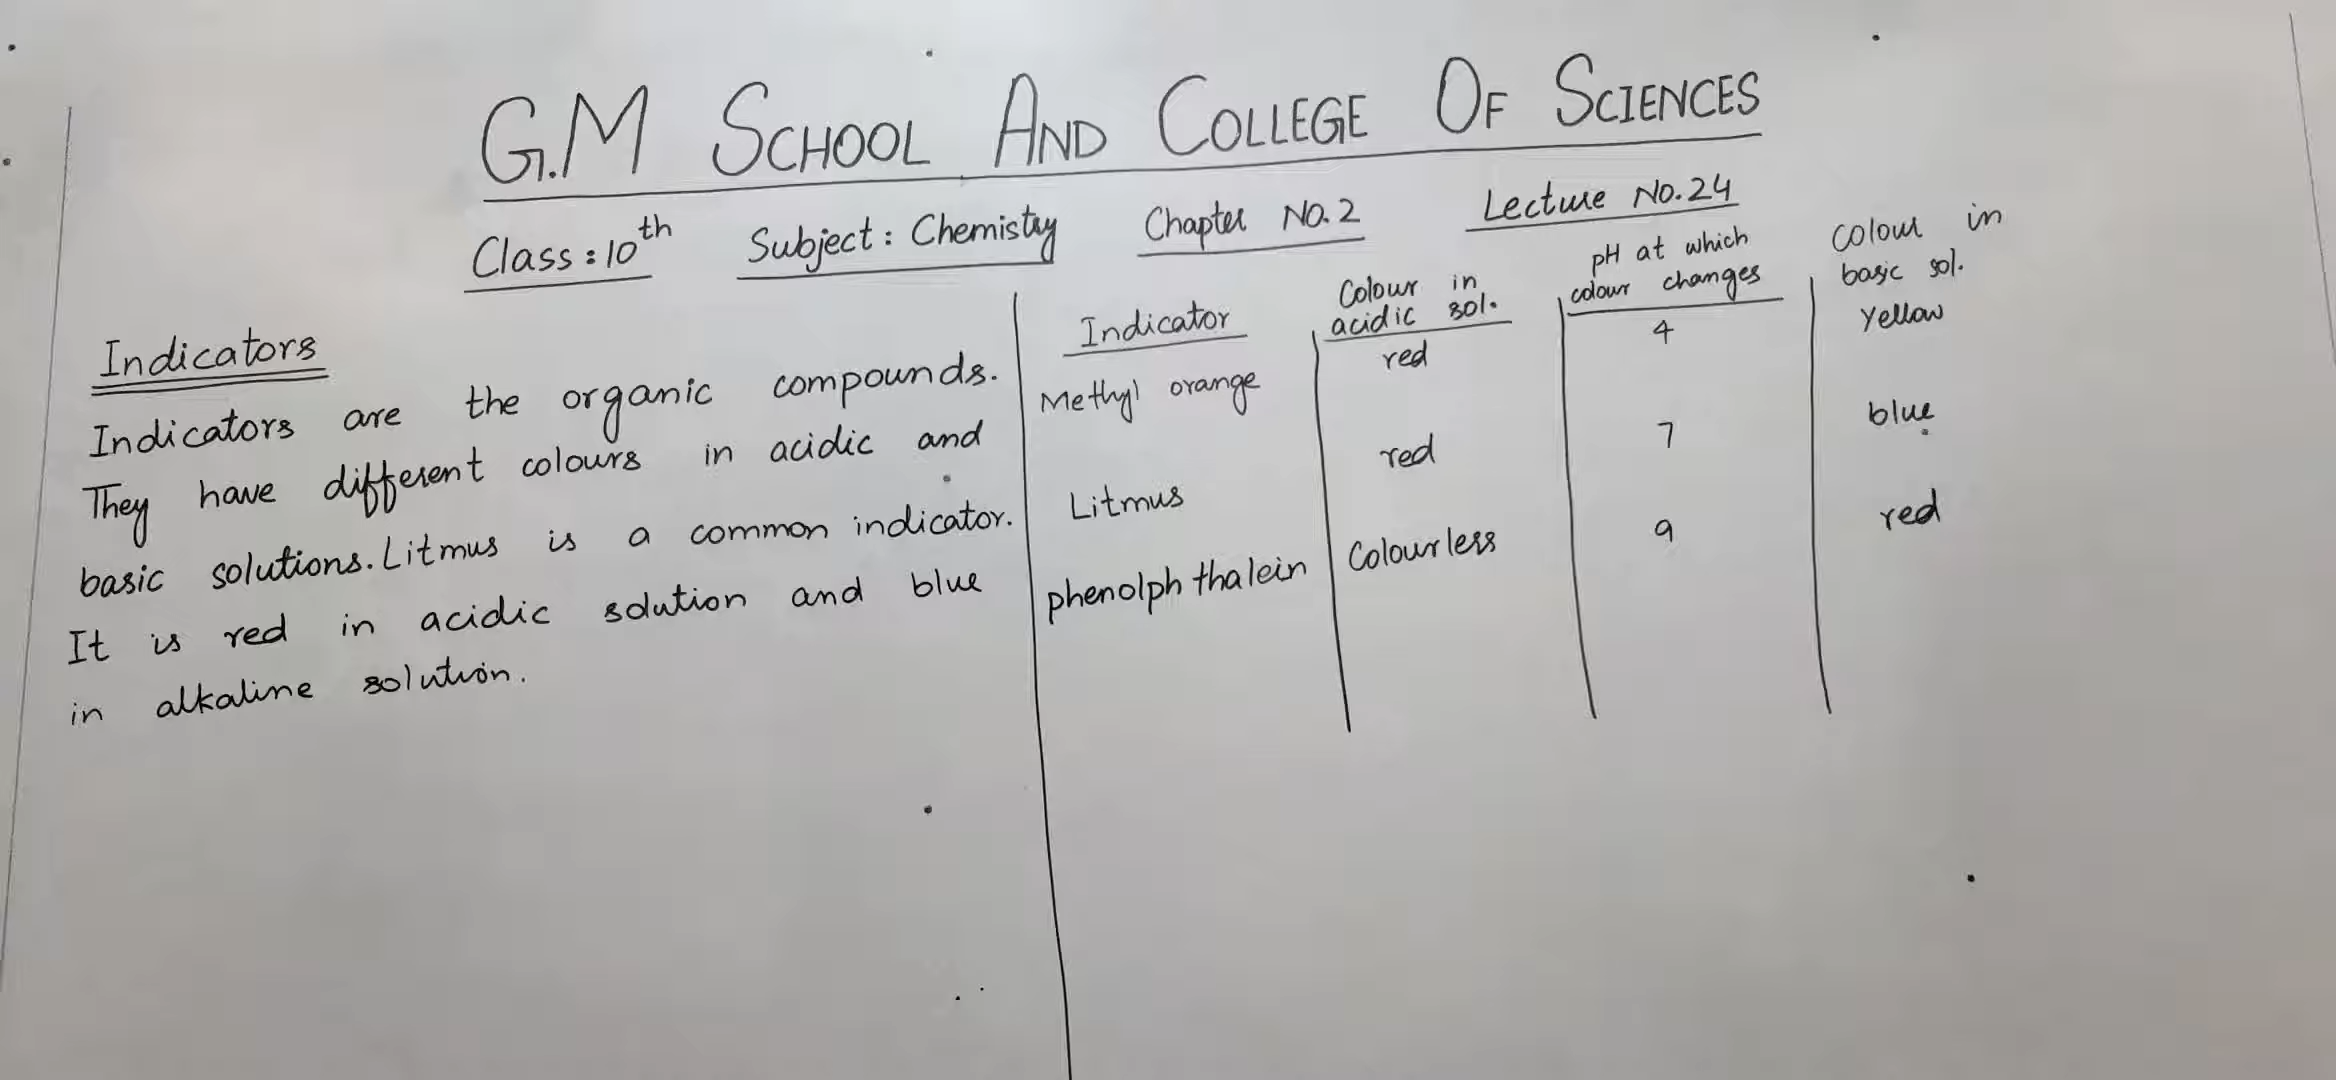 G.M SCHOOL AND COLLEGE OF SCIENCES
Class: 10th Subject: Chemistry Chapter No.2 Lecture No.24
Indicators
Indicators are the organic compounds.
They have different colours in acidic and
basic solutions. Litmus is a common indicator.
It is red in acidic solution and blue
in alkaline solution.
Indicator
Methyl orange
Litmus
phenolphthalein
Colour in
acidic sol.
red
red
Colourless
pH at which
colour changes
4
7
9
Colour in
basic sol.
Yellow
blue
red